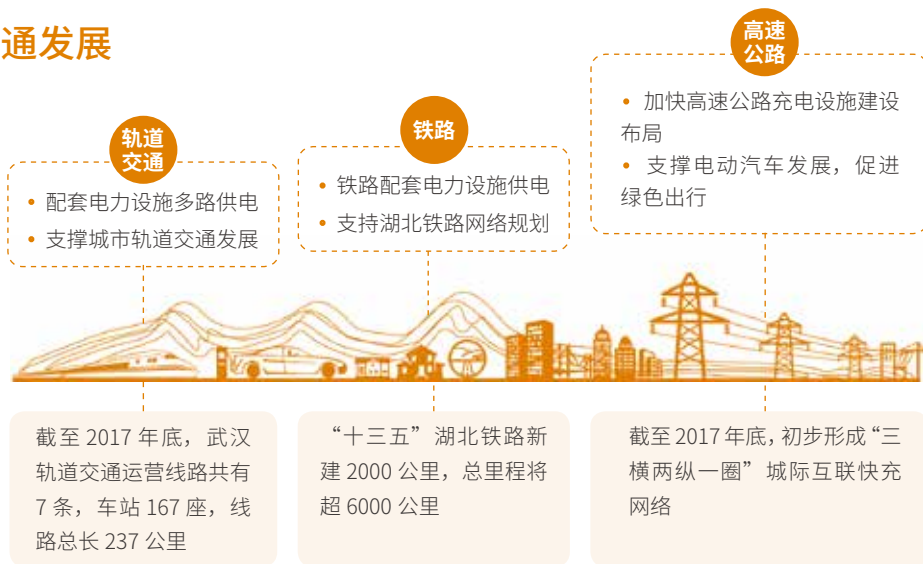 通发展
轨道
交通
• 配套电力设施多路供电
• 支撑城市轨道交通发展
铁路
• 铁路配套电力设施供电
• 支持湖北铁路网络规划
高速
公路
• 加快高速公路充电设施建设
布局
• 支撑电动汽车发展，促进
绿色出行
截至 2017 年底，武汉
轨道交通运营线路共有
7 条，车站 167 座，线
路总长 237 公里
“十三五”湖北铁路新
建 2000 公里，总里程将
超 6000 公里
截至 2017 年底，初步形成“三
横两纵一圈”城际互联快充
网络